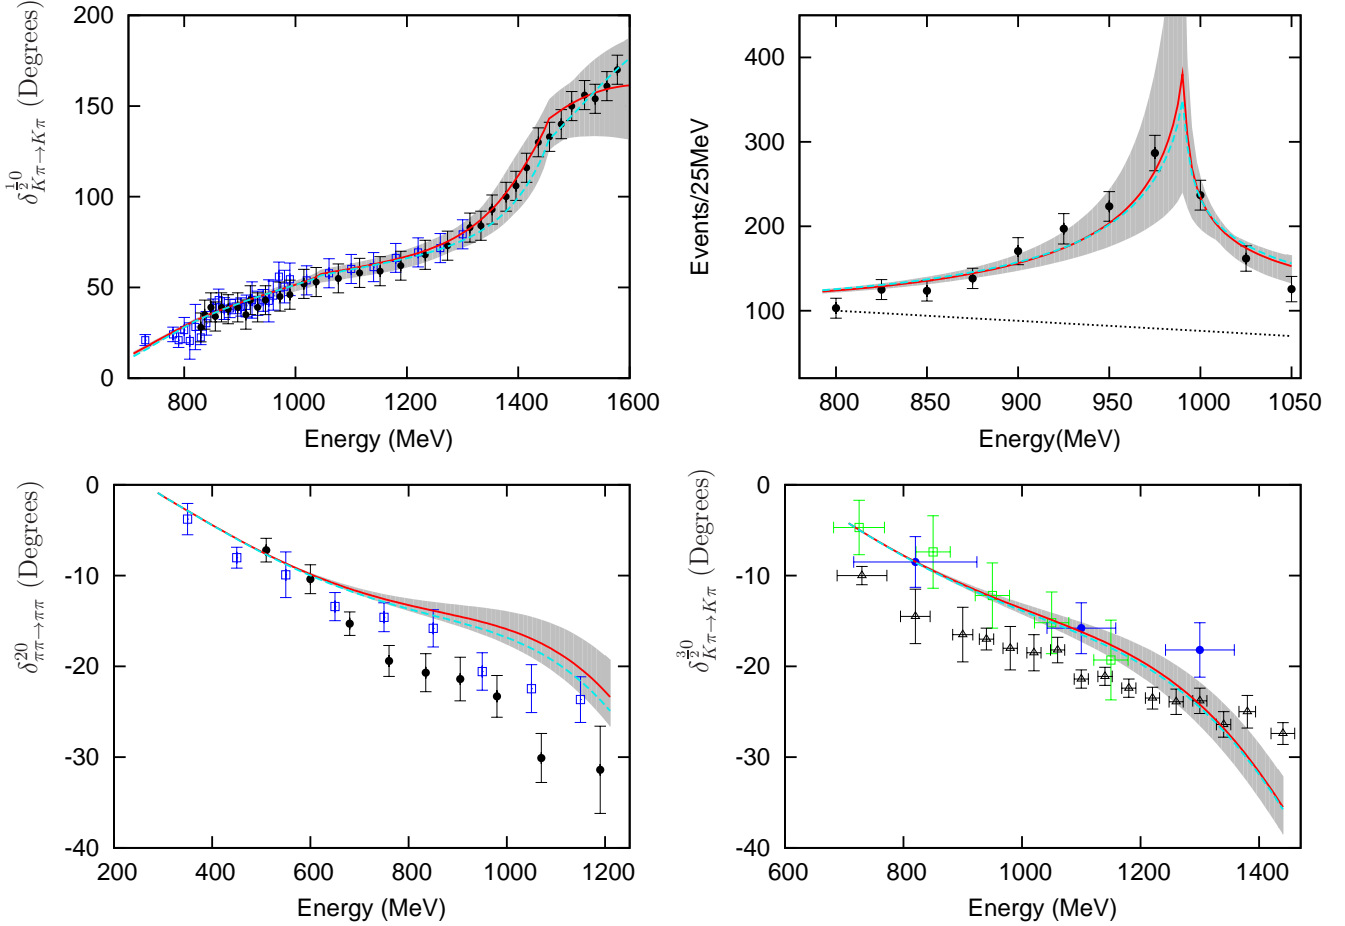 δ^{\frac{1}{2}0}_{Kπ→Kπ} (Degrees)
200
150
100
50
0
800 1000 1200 1400 1600
Energy (MeV)
Events/25MeV
400
300
200
100
800 850 900 950 1000 1050
Energy(MeV)
δ^{20}_{ππ→ππ} (Degrees)
0
-10
-20
-30
-40
200 400 600 800 1000 1200
Energy (MeV)
δ^{\frac{3}{2}0}_{Kπ→Kπ} (Degrees)
0
-10
-20
-30
-40
600 800 1000 1200 1400
Energy (MeV)